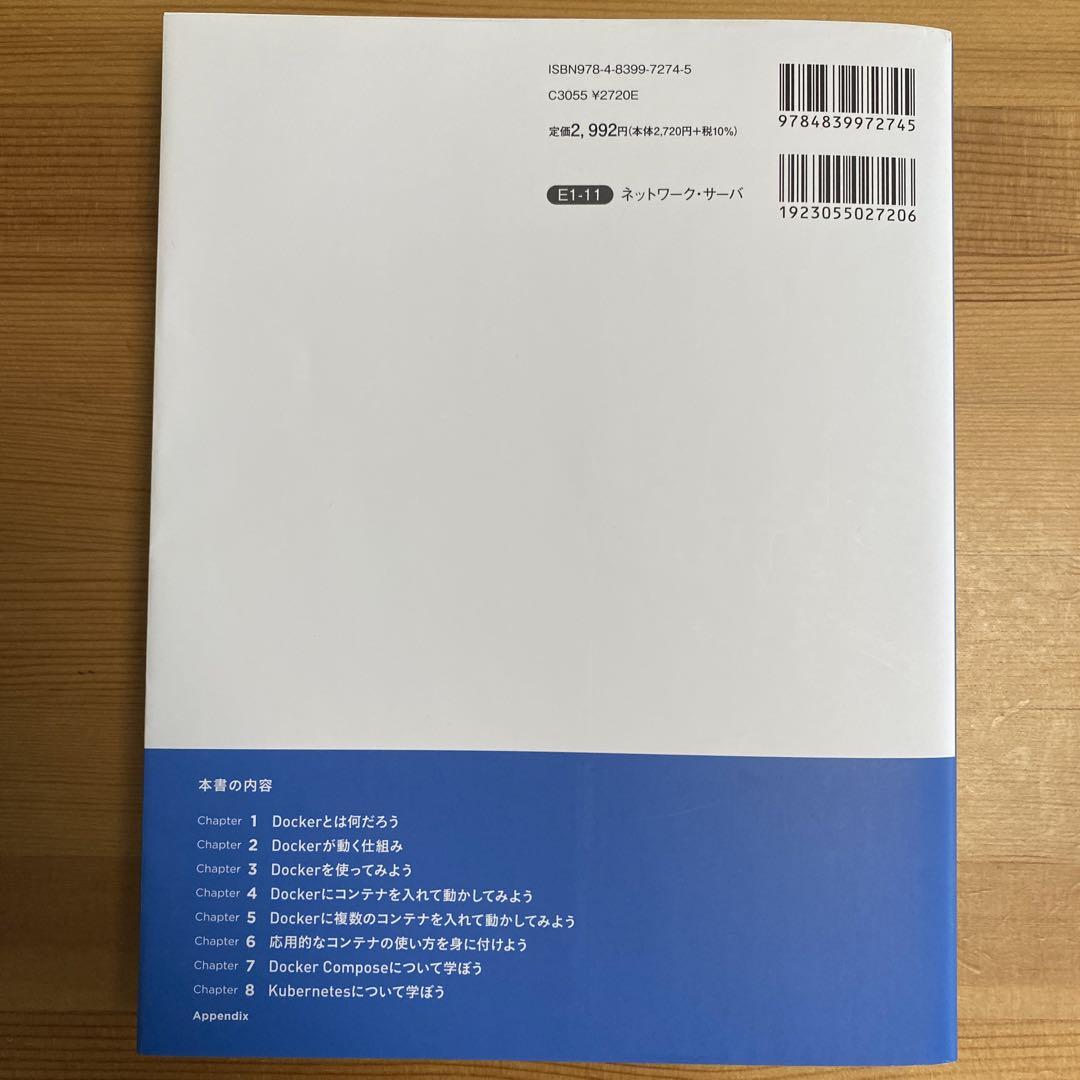 ISBN978-4-8399-7274-5
C3055 ¥2720E
定価2,992円(本体2,720円+税10%)
9784839972745
E1-11 ネットワーク・サーバ
1923055027206
本書の内容
Chapter 1 Dockerとは何だろう
Chapter 2 Dockerが動く仕組み
Chapter 3 Dockerを使ってみよう
Chapter 4 Dockerにコンテナを入れて動かしてみよう
Chapter 5 Dockerに複数のコンテナを入れて動かしてみよう
Chapter 6 応用的なコンテナの使い方を身に付けよう
Chapter 7 Docker Composeについて学ぼう
Chapter 8 Kubernetesについて学ぼう
Appendix